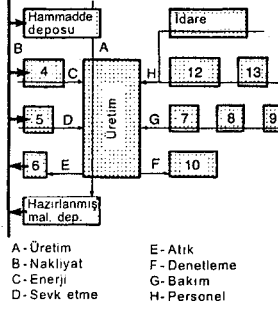 Hammadde
deposu
İdare
B
A
4
C
H
12
13
5
D
Üretim
G
7
8
9
6
E
F
10
Hazırlanmış
mal. dep.
A-Üretim
B-Nakliyat
C-Enerji
D-Sevk etme
E-Atık
F-Denetleme
G-Bakım
H-Personel